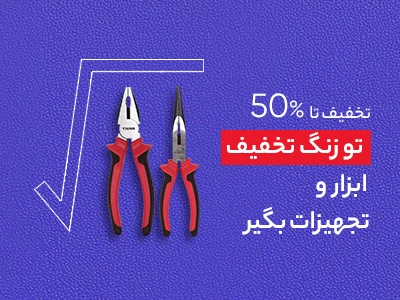 تخفیف تا 50%
تو زنگ تخفیف
ابزار و
تجهیزات بگیر